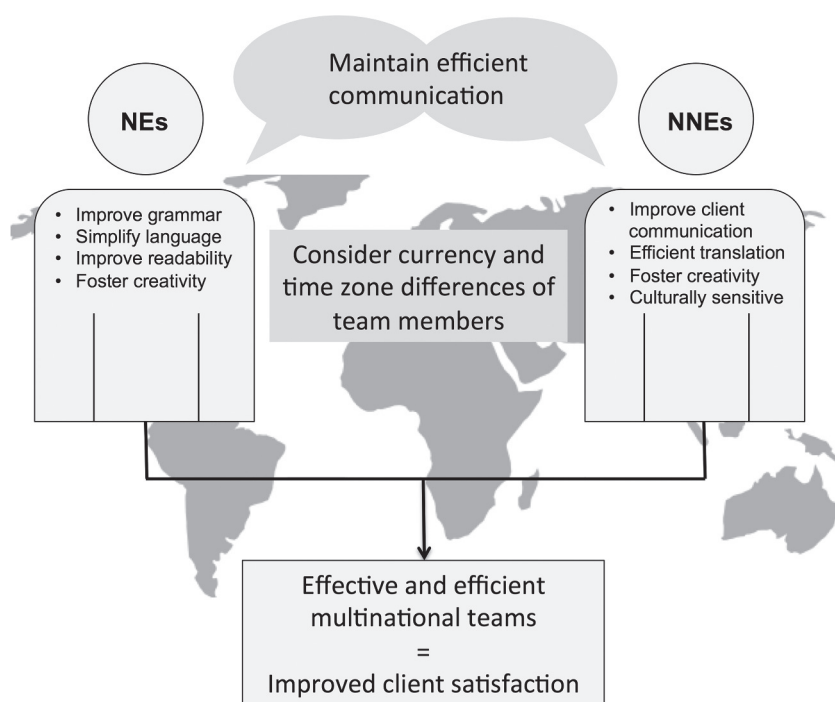 Maintain efficient
communication
NEs
NNEs
• Improve grammar
• Simplify language
• Improve readability
• Foster creativity
Consider currency and
time zone differences of
team members
• Improve client
communication
• Efficient translation
• Foster creativity
• Culturally sensitive
Effective and efficient
multinational teams
=
Improved client satisfaction